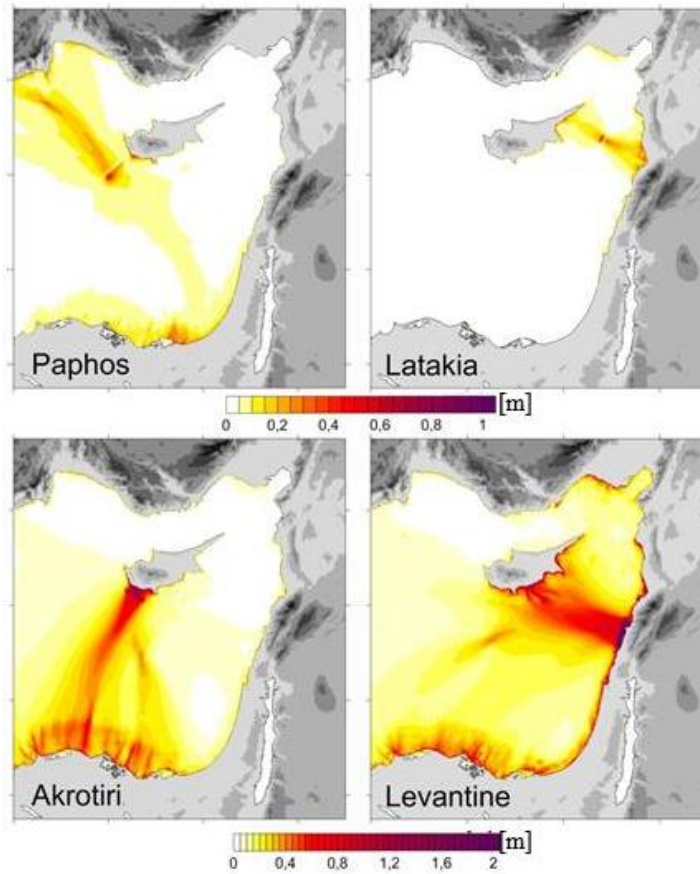 Paphos
Latakia
[m]
0 0,2 0,4 0,6 0,8 1
Akrotiri
Levantine
[m]
0 0,4 0,8 1,2 1,6 2